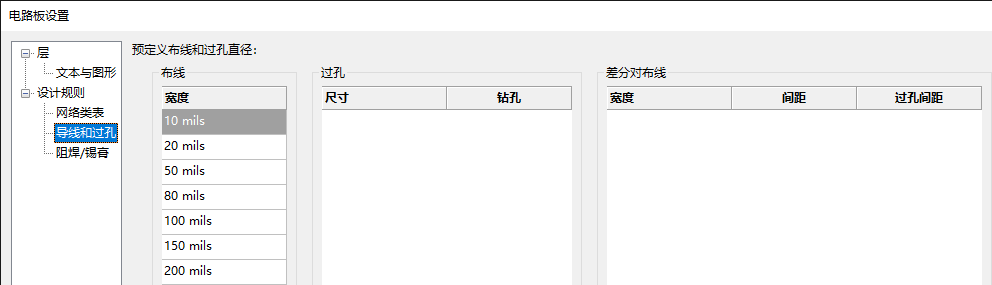 电路板设置
层
文本与图形
设计规则
网络类表
导线和过孔
阻焊/锡膏
预定义布线和过孔直径:
布线
宽度
10 mils
20 mils
50 mils
80 mils
100 mils
150 mils
200 mils
过孔
尺寸 钻孔
差分对布线
宽度 间距 过孔间距